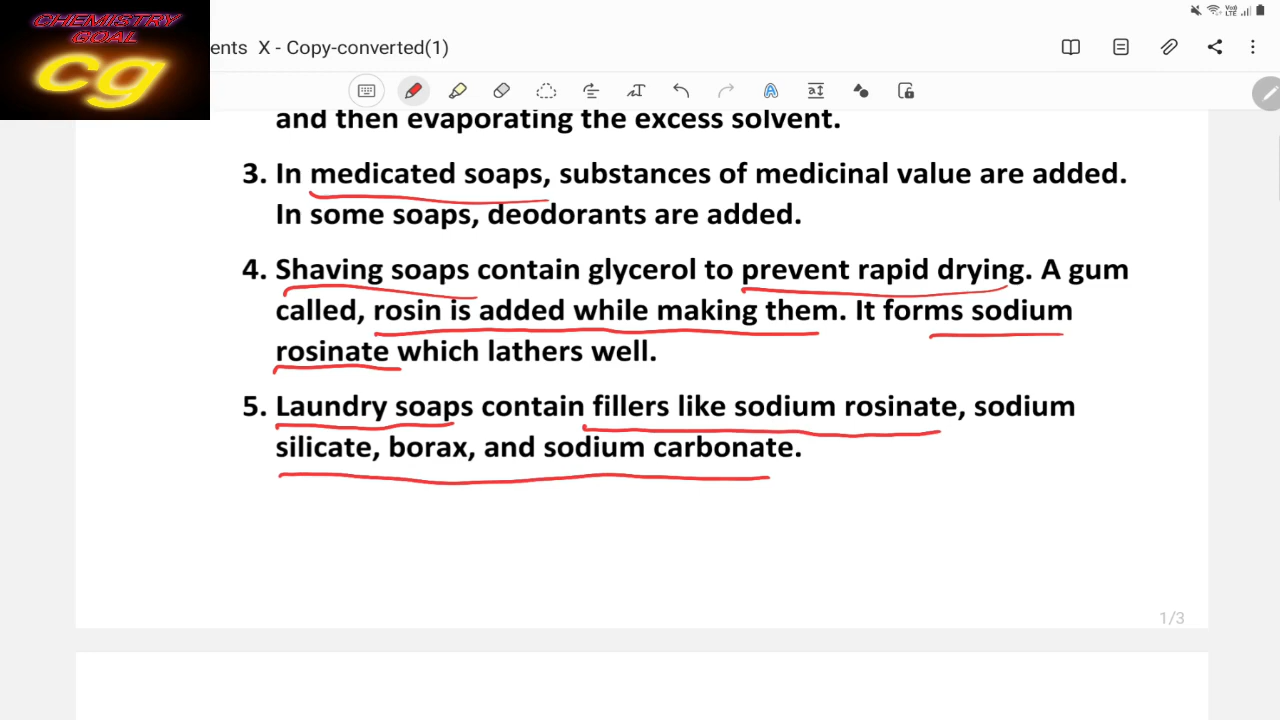 CHEMISTRY
GOAL
cg
ents X - Copy-converted(1)
and then evaporating the excess solvent.
3. In medicated soaps, substances of medicinal value are added.
In some soaps, deodorants are added.
4. Shaving soaps contain glycerol to prevent rapid drying. A gum
called, rosin is added while making them. It forms sodium
rosinate which lathers well.
5. Laundry soaps contain fillers like sodium rosinate, sodium
silicate, borax, and sodium carbonate.
1/3